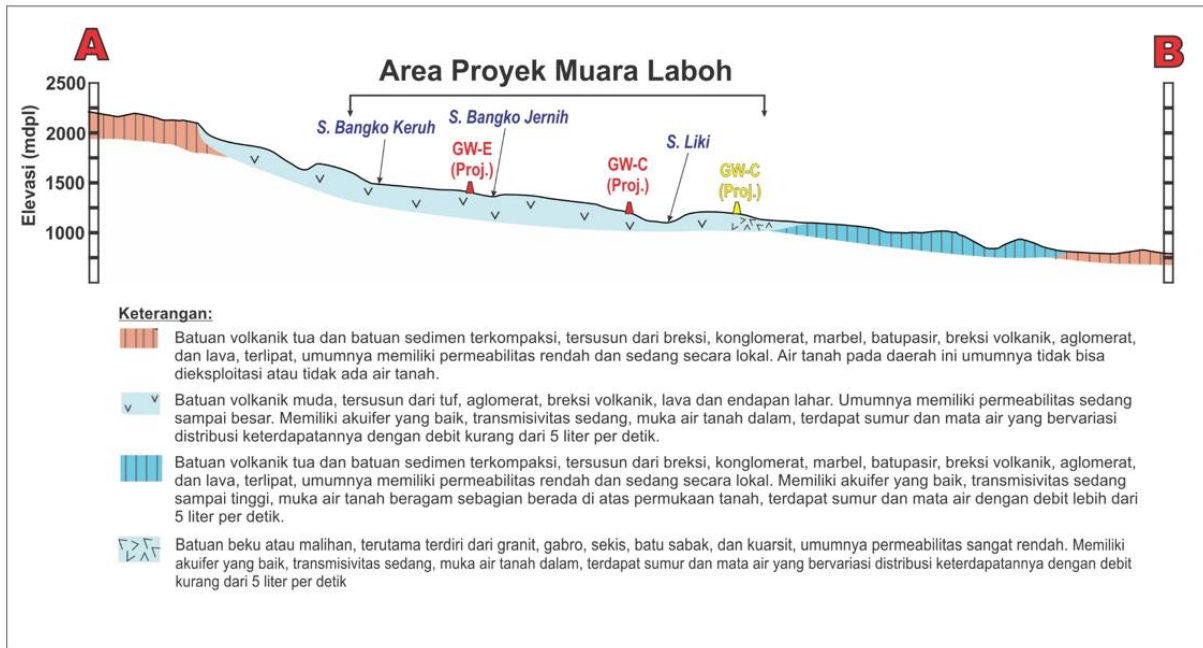 A
B
Area Proyek Muara Laboh
2500
2000
1500
1000
Elevasi (mdpl)
S. Bangko Keruh
S. Bangko Jernih
GW-E
(Proj.)
GW-C
(Proj.)
S. Liki
GW-C
(Proj.)
Keterangan:
Batuan volkanik tua dan batuan sedimen terkompaksi, tersusun dari breksi, konglomerat, marbel, batupasir, breksi volkanik, aglomerat,
dan lava, terlipat, umumnya memiliki permeabilitas rendah dan sedang secara lokal. Air tanah pada daerah ini umumnya tidak bisa
dieksploitasi atau tidak ada air tanah.
Batuan volkanik muda, tersusun dari tuf, aglomerat, breksi volkanik, lava dan endapan lahar. Umumnya memiliki permeabilitas sedang
sampai besar. Memiliki akuifer yang baik, transmisivitas sedang, muka air tanah dalam, terdapat sumur dan mata air yang bervariasi
distribusi keterdapatannya dengan debit kurang dari 5 liter per detik.
Batuan volkanik tua dan batuan sedimen terkompaksi, tersusun dari breksi, konglomerat, marbel, batupasir, breksi volkanik, aglomerat,
dan lava, terlipat, umumnya memiliki permeabilitas rendah dan sedang secara lokal. Memiliki akuifer yang baik, transmisivitas sedang
sampai tinggi, muka air tanah beragam sebagian berada di atas permukaan tanah, terdapat sumur dan mata air dengan debit lebih dari
5 liter per detik.
Batuan beku atau malihan, terutama terdiri dari granit, gabro, sekis, batu sabak, dan kuarsit, umumnya permeabilitas sangat rendah. Memiliki
akuifer yang baik, transmisivitas sedang, muka air tanah dalam, terdapat sumur dan mata air yang bervariasi distribusi keterdapatannya dengan debit
kurang dari 5 liter per detik